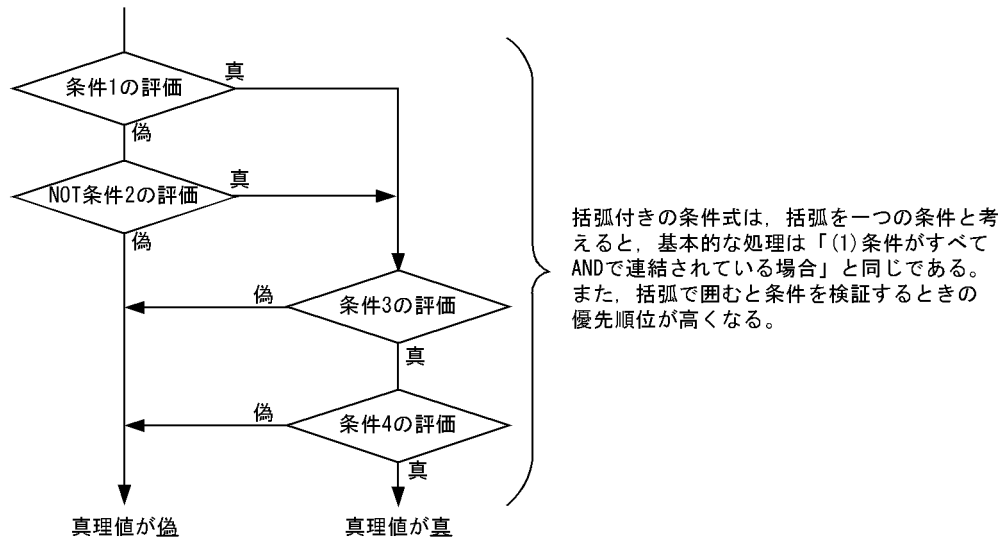 条件1の評価
真
偽
NOT条件2の評価
真
偽
条件3の評価
偽
真
条件4の評価
偽
真
真理値が偽
真理値が真
括弧付きの条件式は，括弧を一つの条件と考
えると，基本的な処理は「(1)条件がすべて
ANDで連結されている場合」と同じである。
また，括弧で囲むと条件を検証するときの
優先順位が高くなる。